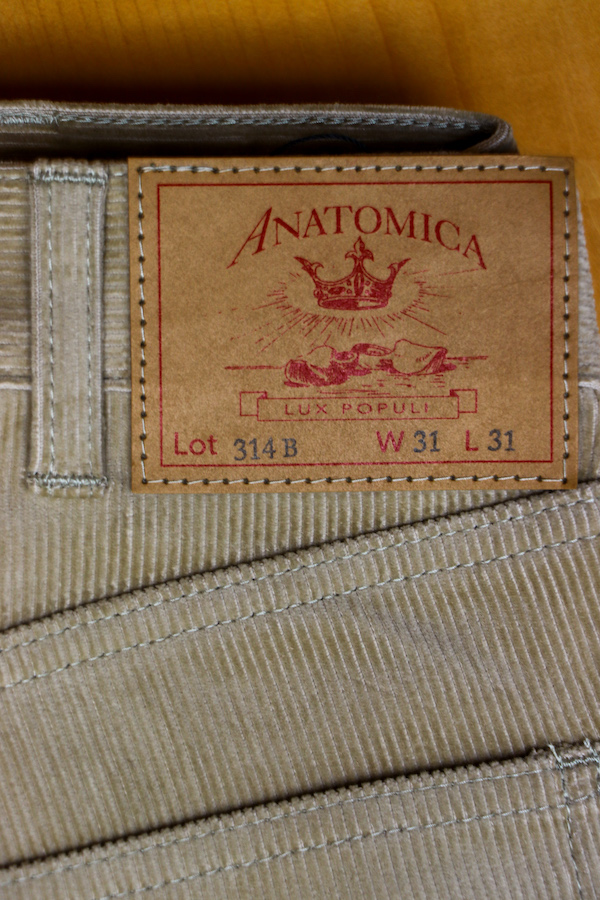 ANATOMICA
LUX POPULI
Lot 314 B W 31 L 31